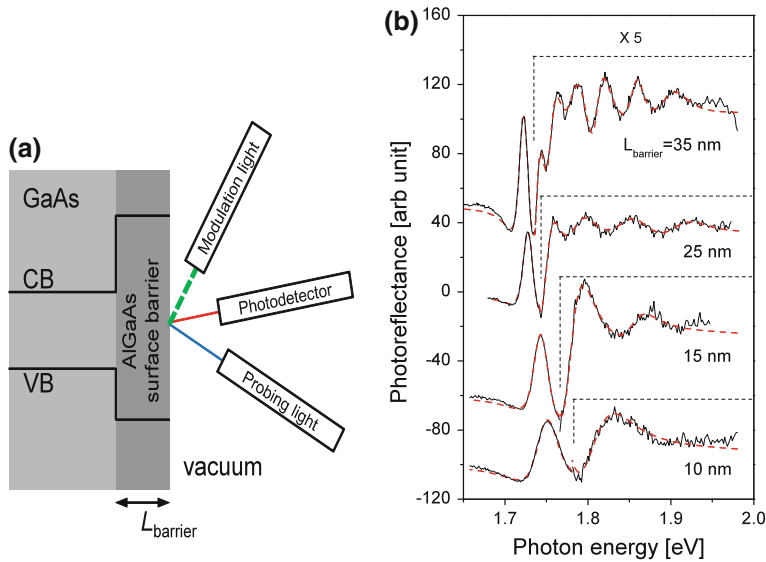 (a)
GaAs
CB
VB
AlGaAs
surface barrier
Modulation light
Photodetector
Probing light
vacuum
Lbarrier
(b)
160
120
80
40
0
-40
-80
-120
Photoreflectance [arb unit]
X 5
Lbarrier=35 nm
25 nm
15 nm
10 nm
1.7
1.8
1.9
2.0
Photon energy [eV]